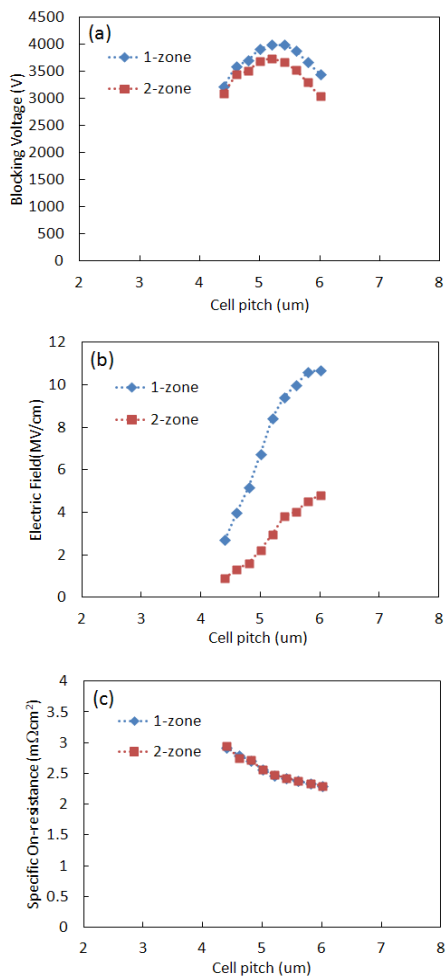 (a)
Blocking Voltage (V)
4000
3500
3000
2500
2000
1500
1000
500
0
1-zone
2-zone
2 3 4 5 6 7 8
Cell pitch (um)
(b)
Electric Field(MV/cm)
12
10
8
6
4
2
0
1-zone
2-zone
2 3 4 5 6 7 8
Cell pitch (um)
(c)
Specific On-resistance (mΩcm²)
4
3.5
3
2.5
2
1.5
1
0.5
0
1-zone
2-zone
2 3 4 5 6 7 8
Cell pitch (um)